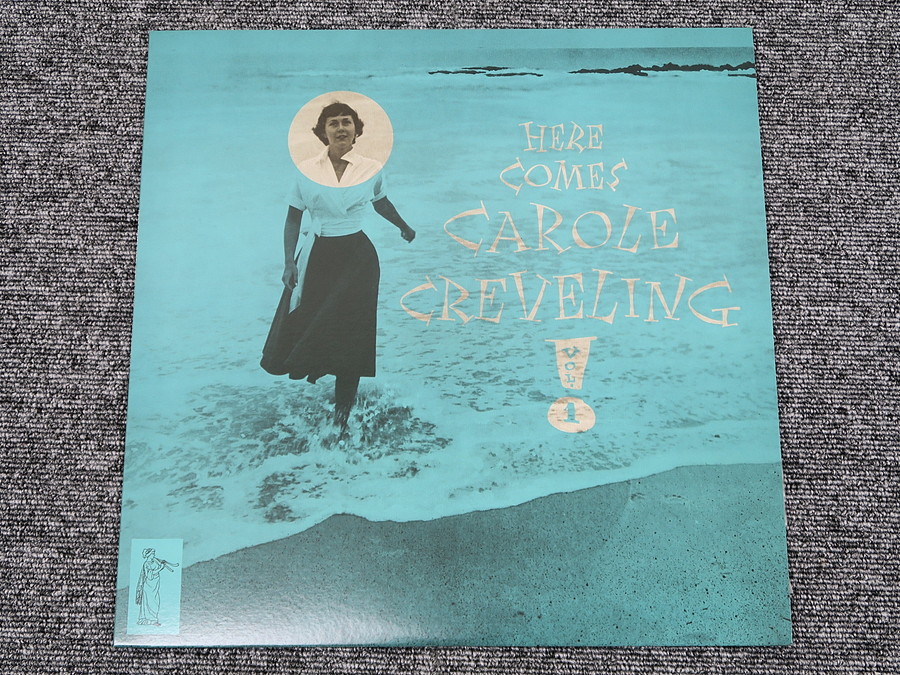 HERE
COMES
CAROLE
CREVELING
VOL.
1